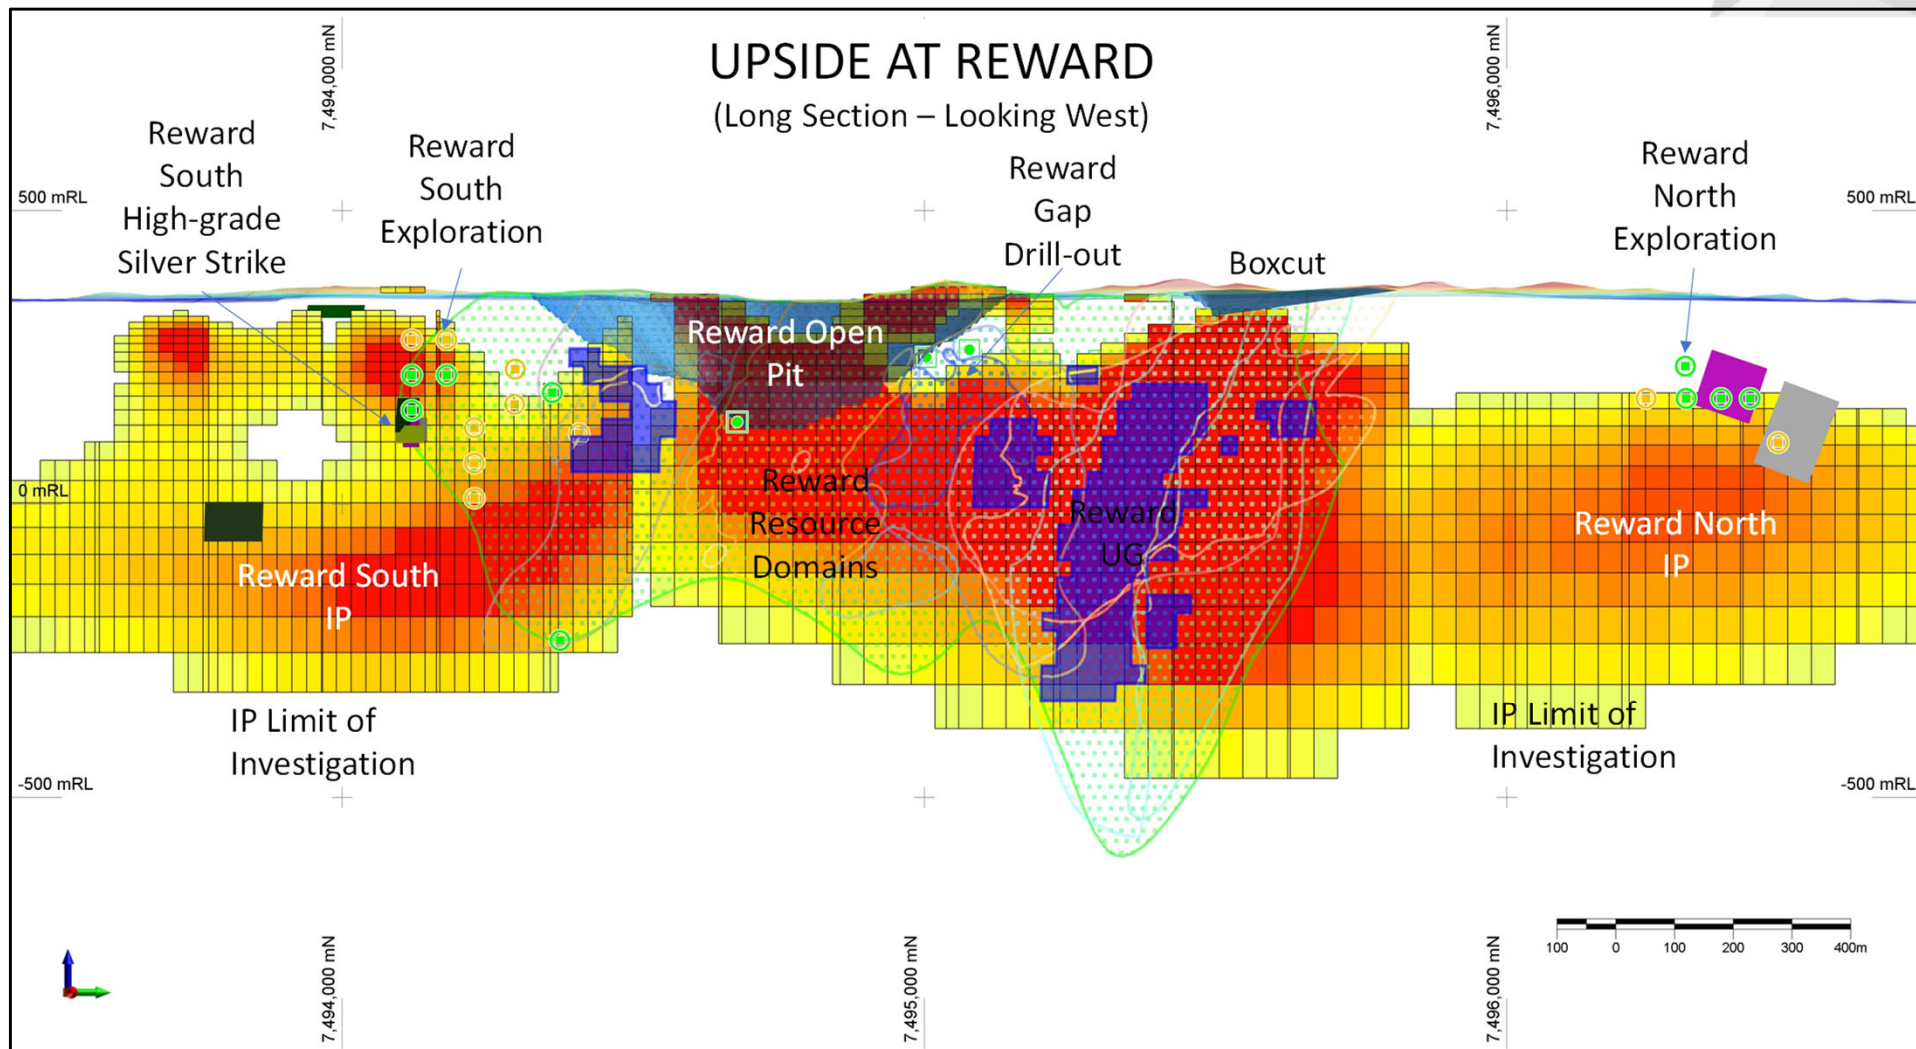 UPSIDE AT REWARD
(Long Section – Looking West)
7,494,000 mN
7,496,000 mN
Reward
South
High-grade
Silver Strike
Reward
South
Exploration
Reward
Gap
Drill-out
Boxcut
Reward
North
Exploration
500 mRL
500 mRL
Reward Open
Pit
0 mRL
Reward
Resource
Domains
Reward
UG
Reward South
IP
Reward North
IP
IP Limit of
Investigation
IP Limit of
Investigation
-500 mRL
-500 mRL
100 0 100 200 300 400m
7,494,000 mN
7,495,000 mN
7,496,000 mN